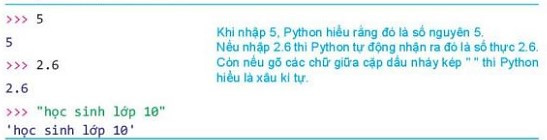 >>> 5
5
>>> 2.6
2.6
>>> "học sinh lớp 10"
'học sinh lớp 10'
Khi nhập 5, Python hiểu rằng đó là số nguyên 5.
Nếu nhập 2.6 thì Python tự động nhận ra đó là số thực 2.6.
Còn nếu gõ các chữ giữa cặp dấu nháy kép " " thì Python
hiểu là xâu kí tự.